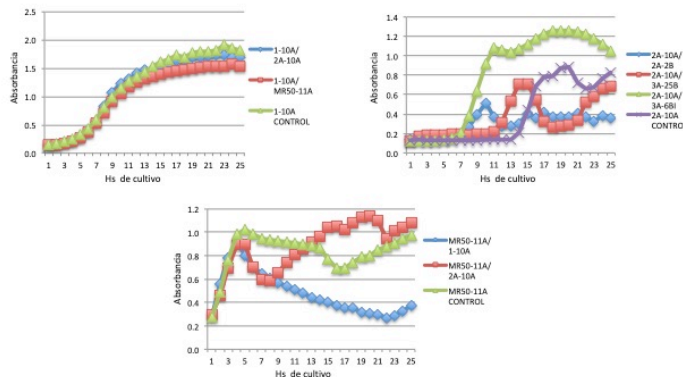 2.5
2.0
1.5
1.0
0.5
0.0
Absorbancia
1 3 5 7 9 11 13 15 17 19 21 23 25
Hs de cultivo
1-10A/
2A-10A
1-10A/
MR50-11A
1-10A
CONTROL
1.4
1.2
1.0
0.8
0.6
0.4
0.2
0.0
Absorbancia
1 3 5 7 9 11 13 15 17 19 21 23 25
Hs de cultivo
2A-10A/
2A-2B
2A-10A/
3A-25B
2A-10A/
3A-6BI
2A-10A
CONTROL
1.2
1.0
0.8
0.6
0.4
0.2
0.0
Absorbancia
1 3 5 7 9 11 13 15 17 19 21 23 25
Hs de cultivo
MR50-11A/
1-10A
MR50-11A/
2A-10A
MR50-11A
CONTROL